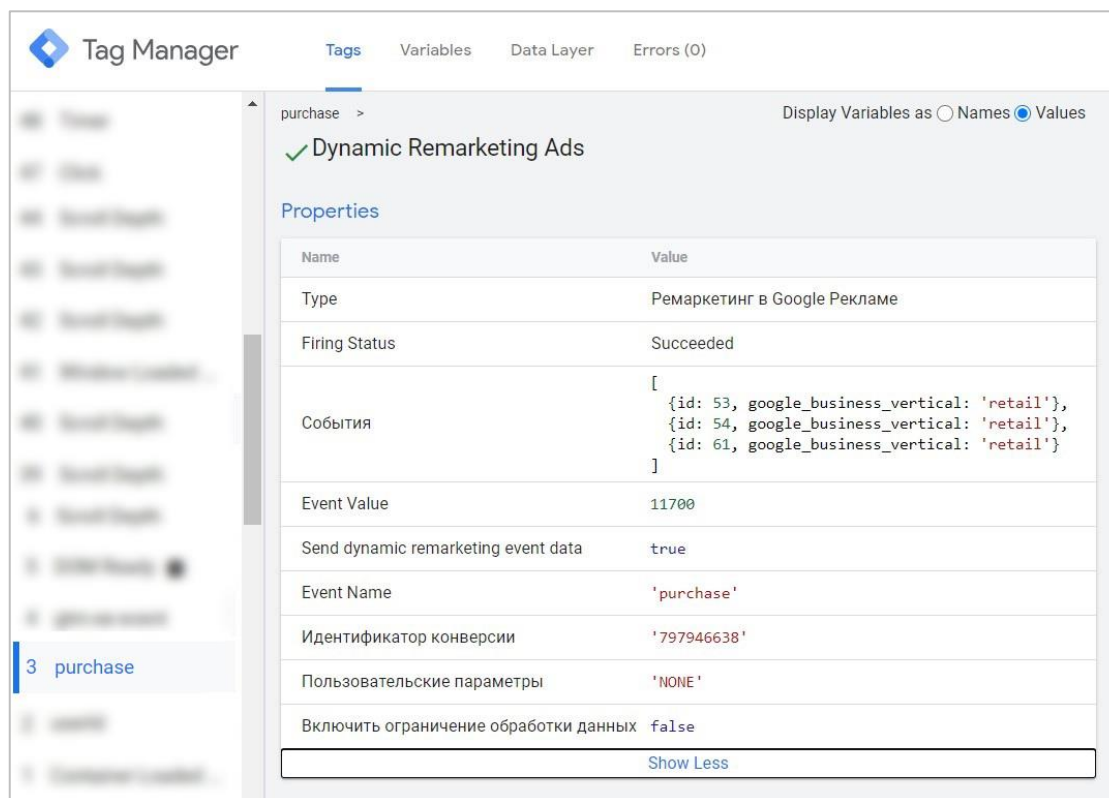 Tag Manager
Tags Variables Data Layer Errors (0)
purchase >
Display Variables as Names Values
Dynamic Remarketing Ads
Properties
Name Value
Type Ремаркетинг в Google Рекламе
Firing Status Succeeded
[
{id: 53, google_business_vertical: 'retail'},
События {id: 54, google_business_vertical: 'retail'},
{id: 61, google_business_vertical: 'retail'}
]
Event Value 11700
Send dynamic remarketing event data true
Event Name 'purchase'
Идентификатор конверсии '797946638'
Пользовательские параметры 'NONE'
Включить ограничение обработки данных false
Show Less
3 purchase